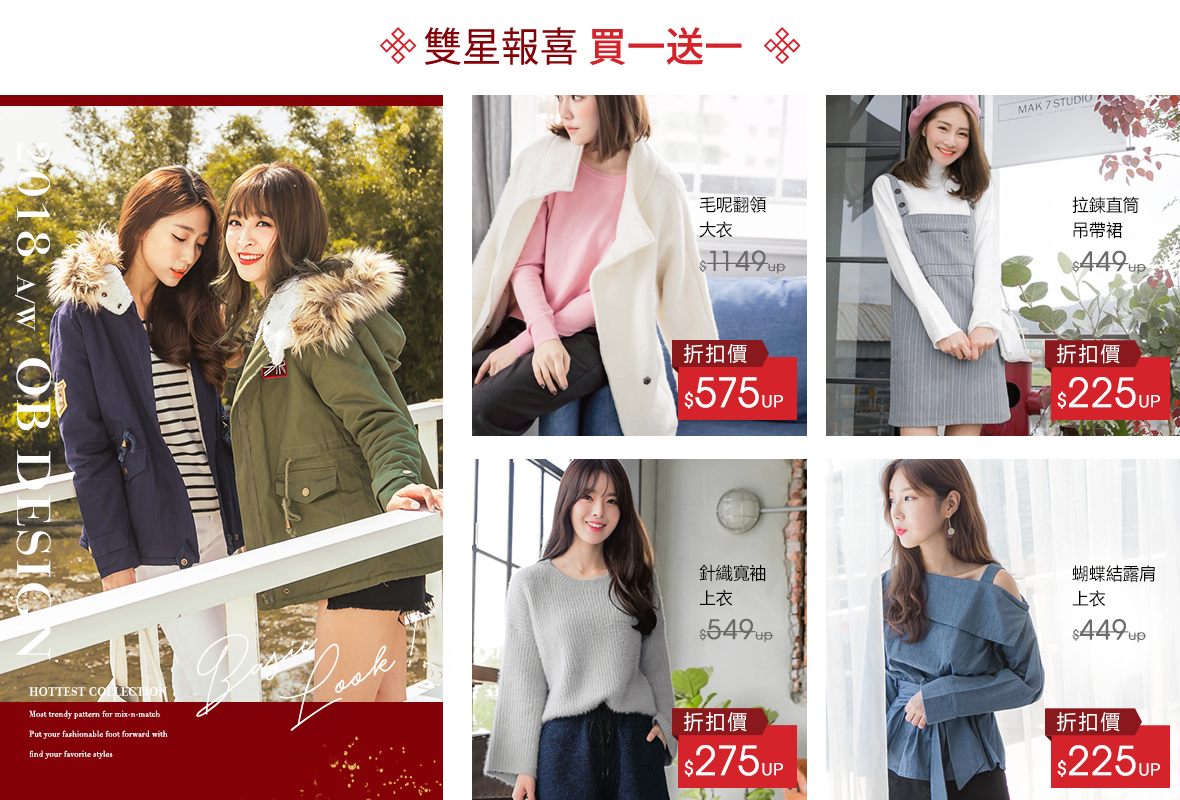 雙星報喜 買一送一
2018 A/W OB DESIGN
Basic
Look
HOTTEST COLLECTION
Most trendy pattern for mix-n-match
Put your fashionable foot forward with
find your favorite styles
毛呢翻領
大衣
$1149up
折扣價
$575UP
MAK 7 STUDIO
拉鍊直筒
吊帶裙
$449up
折扣價
$225UP
針織寬袖
上衣
$549up
折扣價
$275UP
蝴蝶結露肩
上衣
$449up
折扣價
$225UP